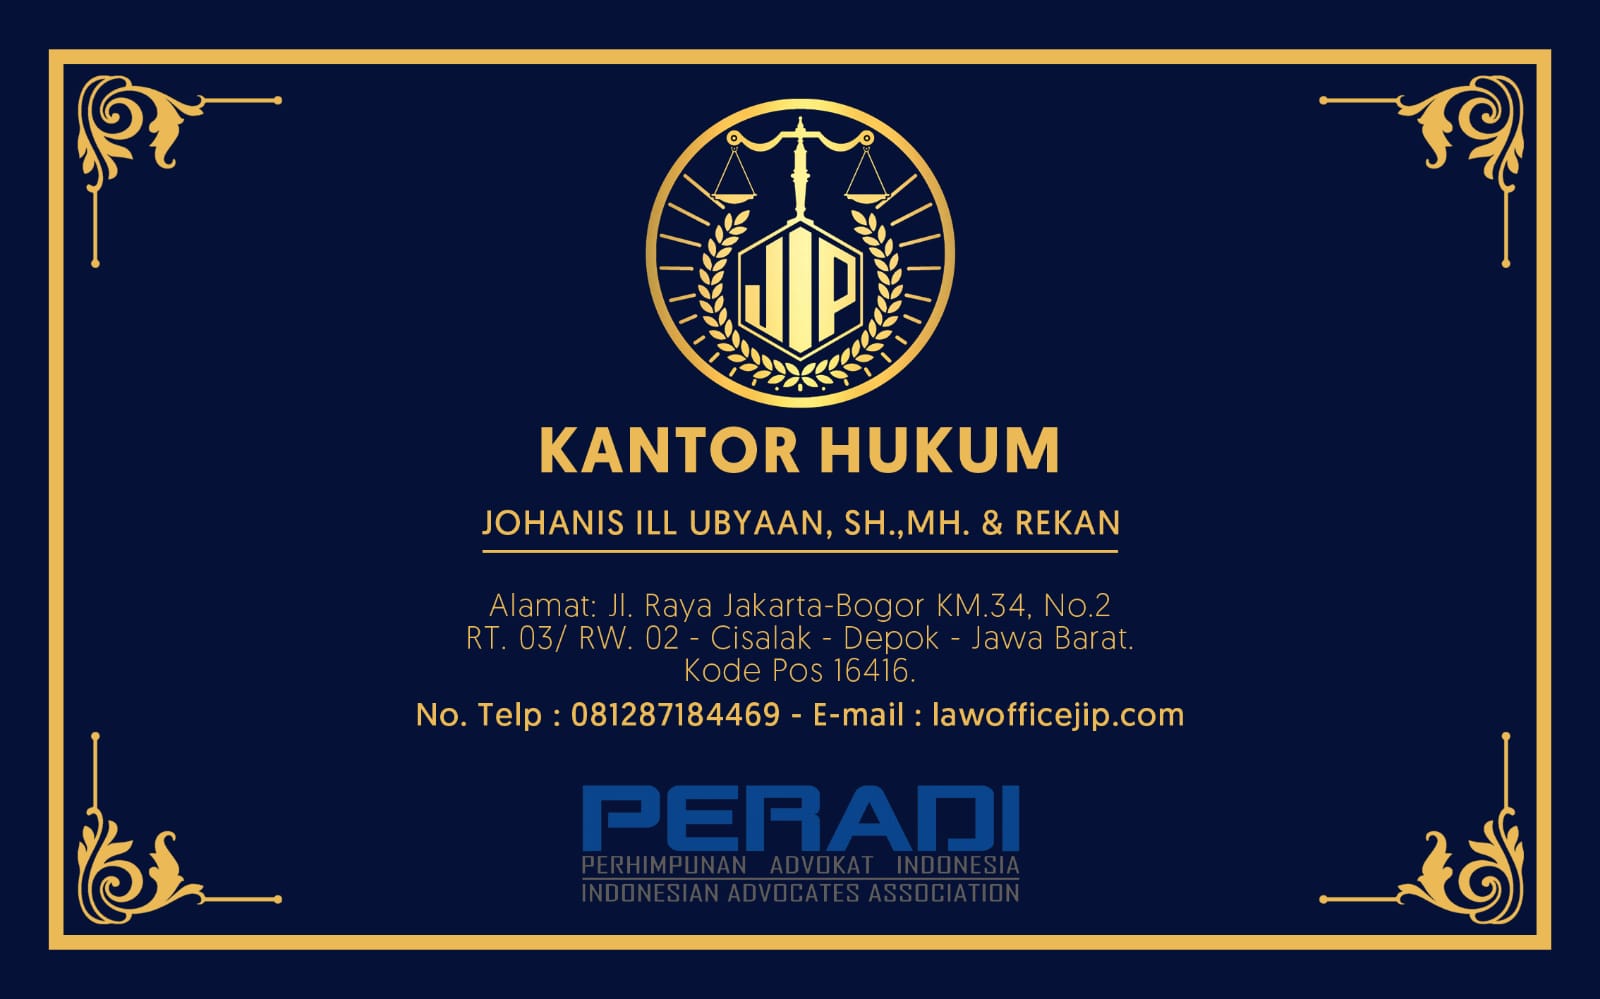 JIP
KANTOR HUKUM
JOHANIS ILL UBYAAN, SH.,MH. & REKAN
Alamat: Jl. Raya Jakarta-Bogor KM.34, No.2
RT. 03/ RW. 02 - Cisalak - Depok - Jawa Barat.
Kode Pos 16416.
No. Telp : 081287184469 - E-mail : lawofficejip.com
PERADI
PERHIMPUNAN ADVOKAT INDONESIA
INDONESIAN ADVOCATES ASSOCIATION